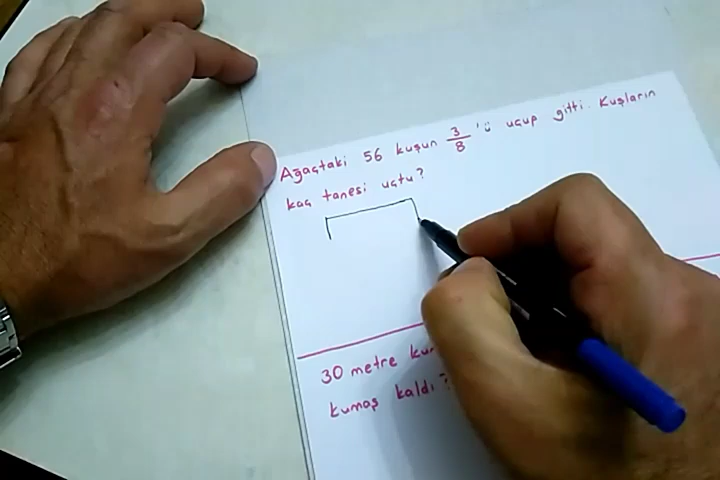 Ağaçtaki 56 kuşun 3/8 'ü uçup gitti. Kuşların
kaç tanesi uçtu?
30 metre
kumaş kaldı?